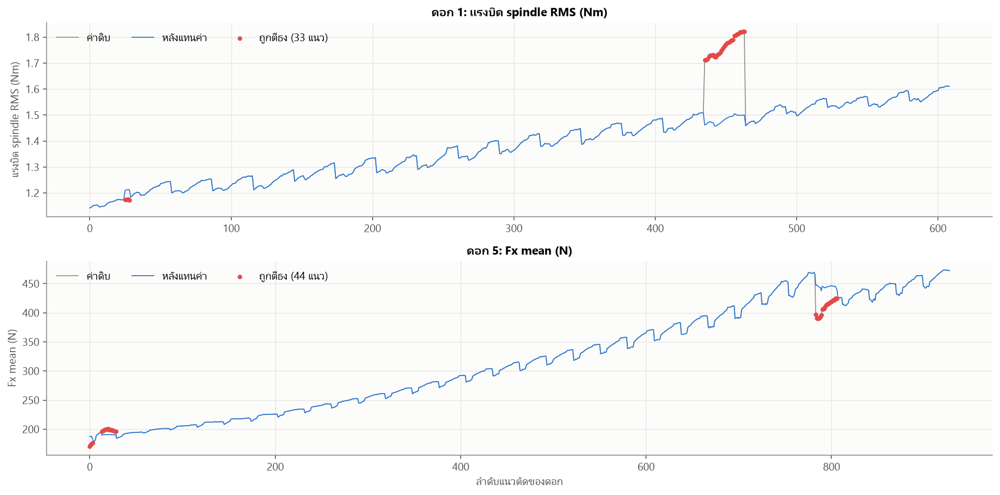 ดอก 1: แรงบิด spindle RMS (Nm)
ค่าดิบ
หลังแทนค่า
ถูกตีธง (33 แนว)
แรงบิด spindle RMS (Nm)
1.8
1.7
1.6
1.5
1.4
1.3
1.2
0 100 200 300 400 500 600
ดอก 5: Fx mean (N)
ค่าดิบ
หลังแทนค่า
ถูกตีธง (44 แนว)
Fx mean (N)
450
400
350
300
250
200
0 200 400 600 800
ลำดับแนวตัดของดอก